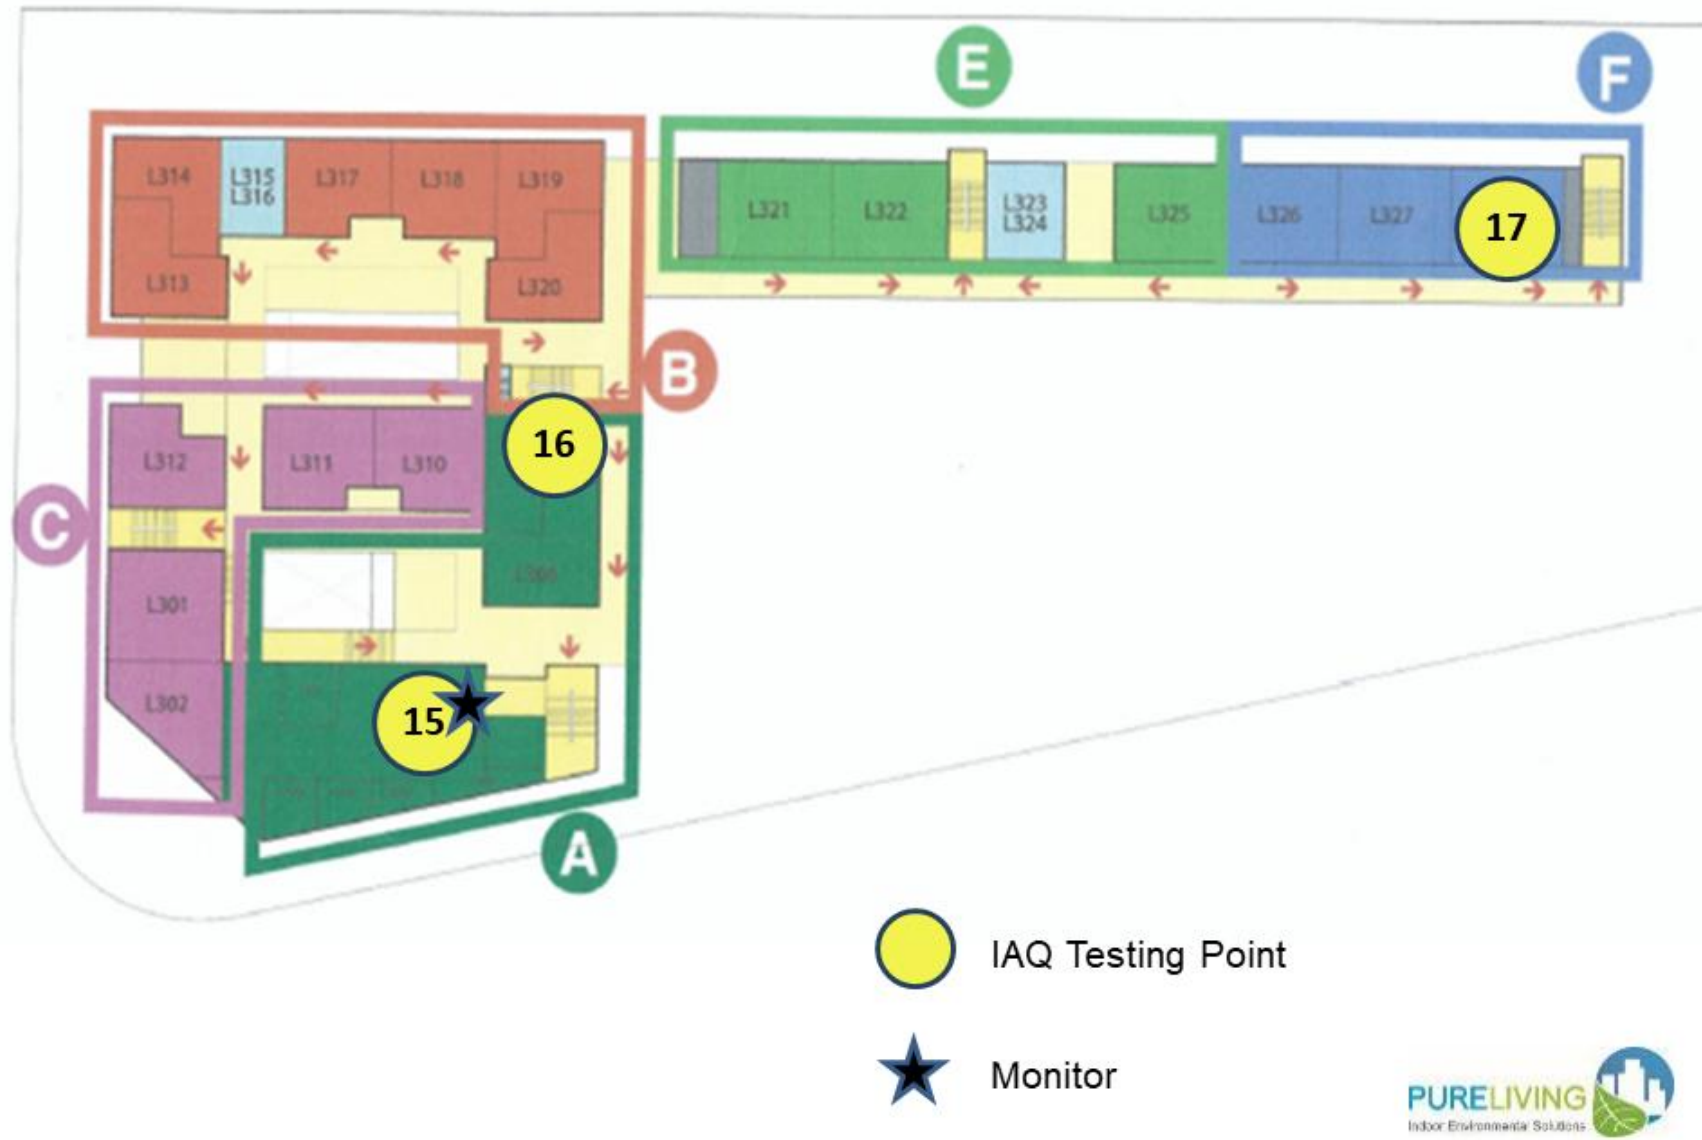 E
F
L314
L315
L316
L317
L318
L319
L313
L320
L321
L322
L323
L324
L325
L326
L327
17
B
16
L312
L311
L310
C
L301
L302
15
A
IAQ Testing Point
Monitor
PURELIVING
Indoor Environmental Solutions